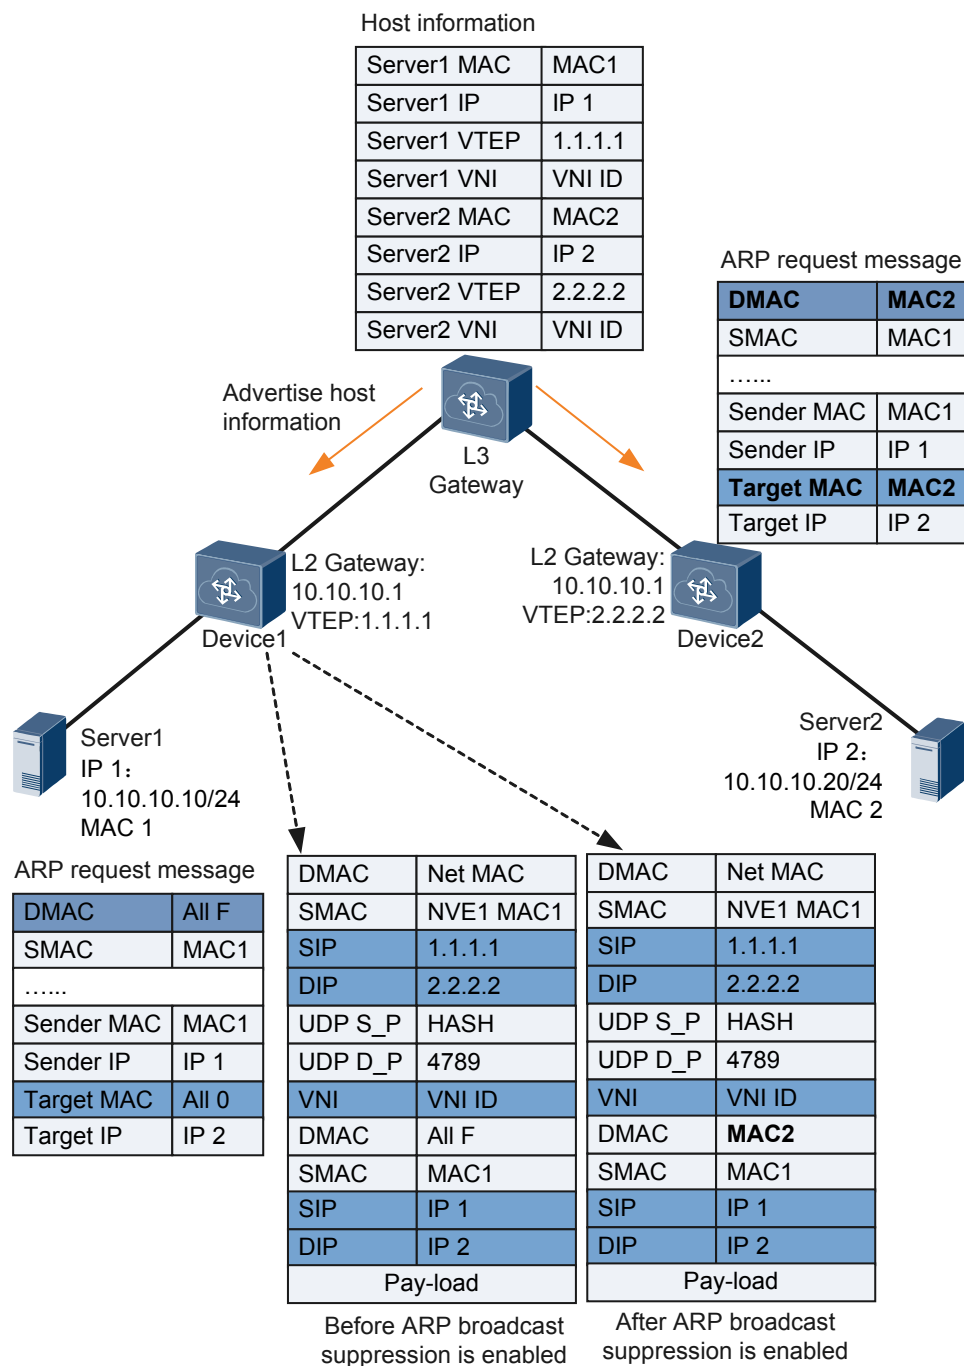 Host information
Server1 MAC MAC1
Server1 IP IP 1
Server1 VTEP 1.1.1.1
Server1 VNI VNI ID
Server2 MAC MAC2
Server2 IP IP 2
Server2 VTEP 2.2.2.2
Server2 VNI VNI ID
ARP request message
DMAC MAC2
SMAC MAC1
…...
Sender MAC MAC1
Sender IP IP 1
Target MAC MAC2
Target IP IP 2
Advertise host
information
L3
Gateway
L2 Gateway:
10.10.10.1
VTEP:1.1.1.1
Device1
L2 Gateway:
10.10.10.1
VTEP:2.2.2.2
Device2
Server1
IP 1：
10.10.10.10/24
MAC 1
Server2
IP 2：
10.10.10.20/24
MAC 2
ARP request message
DMAC All F
SMAC MAC1
…...
Sender MAC MAC1
Sender IP IP 1
Target MAC All 0
Target IP IP 2
DMAC Net MAC
SMAC NVE1 MAC1
SIP 1.1.1.1
DIP 2.2.2.2
UDP S_P HASH
UDP D_P 4789
VNI VNI ID
DMAC All F
SMAC MAC1
SIP IP 1
DIP IP 2
Pay-load
Before ARP broadcast
suppression is enabled
DMAC Net MAC
SMAC NVE1 MAC1
SIP 1.1.1.1
DIP 2.2.2.2
UDP S_P HASH
UDP D_P 4789
VNI VNI ID
DMAC MAC2
SMAC MAC1
SIP IP 1
DIP IP 2
Pay-load
After ARP broadcast
suppression is enabled